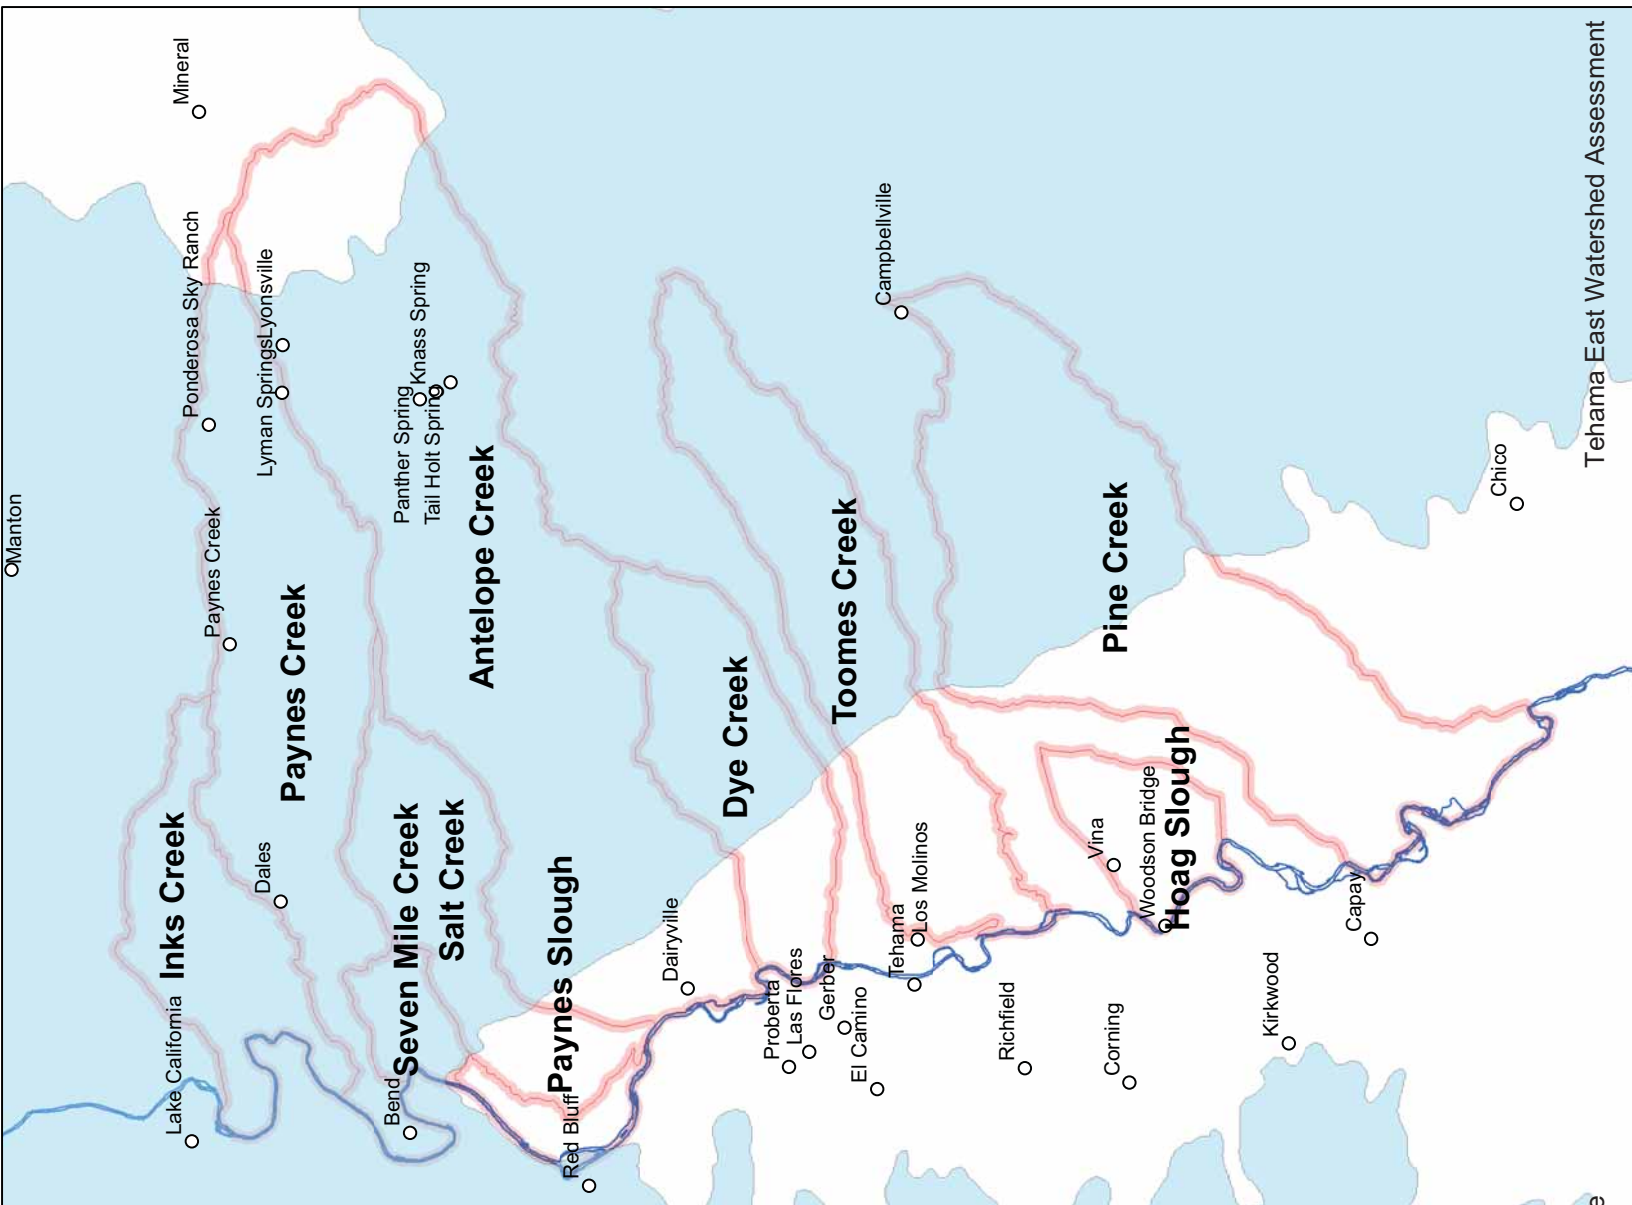 Manton
Mineral
Ponderosa Sky Ranch
Lyonsville
Lyman Springs
Paynes Creek
Knass Spring
Panther Spring
Tail Holt Spring
Campbellville
Chico
Antelope Creek
Paynes Creek
Toomes Creek
Pine Creek
Dye Creek
Inks Creek
Seven Mile Creek
Salt Creek
Paynes Slough
Hoag Slough
Dales
Lake California
Bend
Red Bluff
Dairyville
Proberta
Las Flores
Gerber
El Camino
Tehama
Los Molinos
Richfield
Corning
Vina
Woodson Bridge
Kirkwood
Capay
Tehama East Watershed Assessment